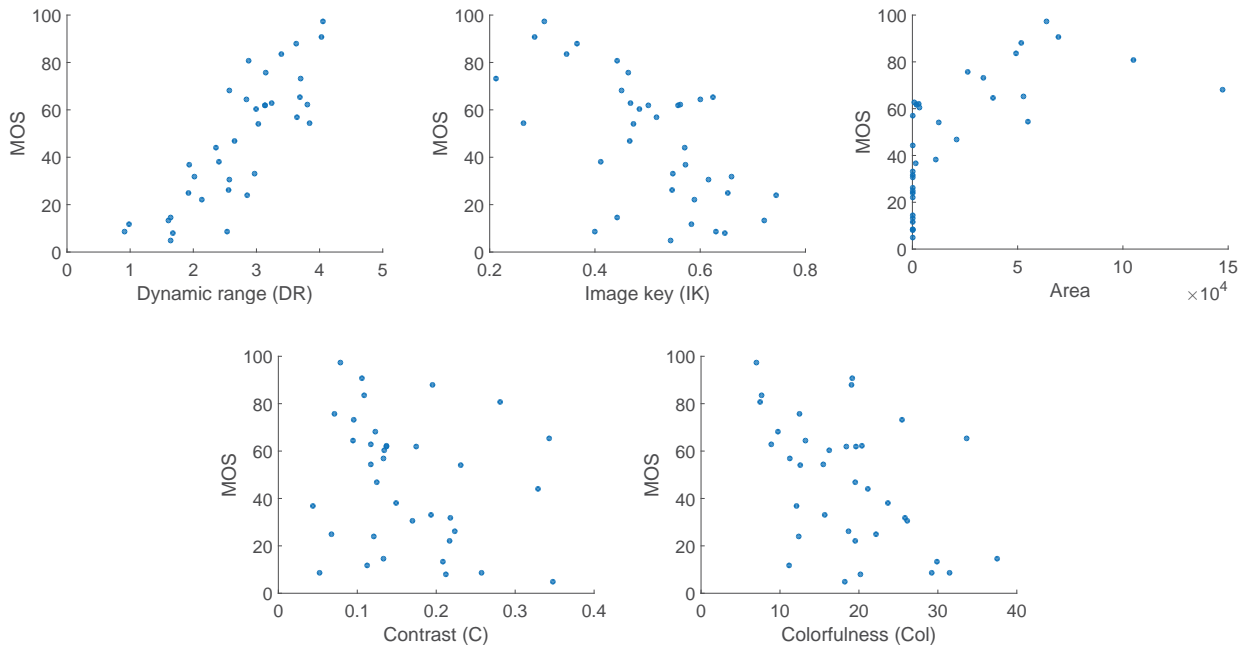 100
80
60
40
20
0
MOS
0 1 2 3 4 5
Dynamic range (DR)
100
80
60
40
20
0
MOS
0.2 0.4 0.6 0.8
Image key (IK)
100
80
60
40
20
0
MOS
0 5 10 15
Area
×10⁴
100
80
60
40
20
0
MOS
0 0.1 0.2 0.3 0.4
Contrast (C)
100
80
60
40
20
0
MOS
0 10 20 30 40
Colorfulness (Col)